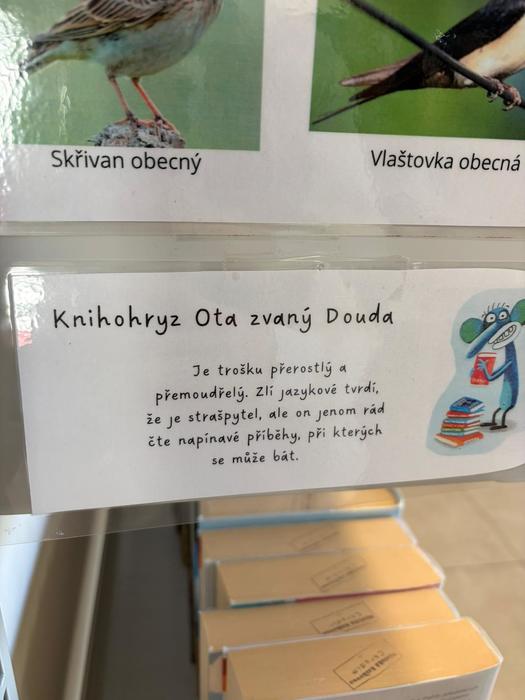 Skřivan obecný
Vlaštovka obecná
Knihohryz Ota zvaný Douda
Je trošku přerostlý a
přemoudřelý. Zlí jazykové tvrdí,
že je strašpytel, ale on jenom rád
čte napínavé příběhy, při kterých
se může bát.